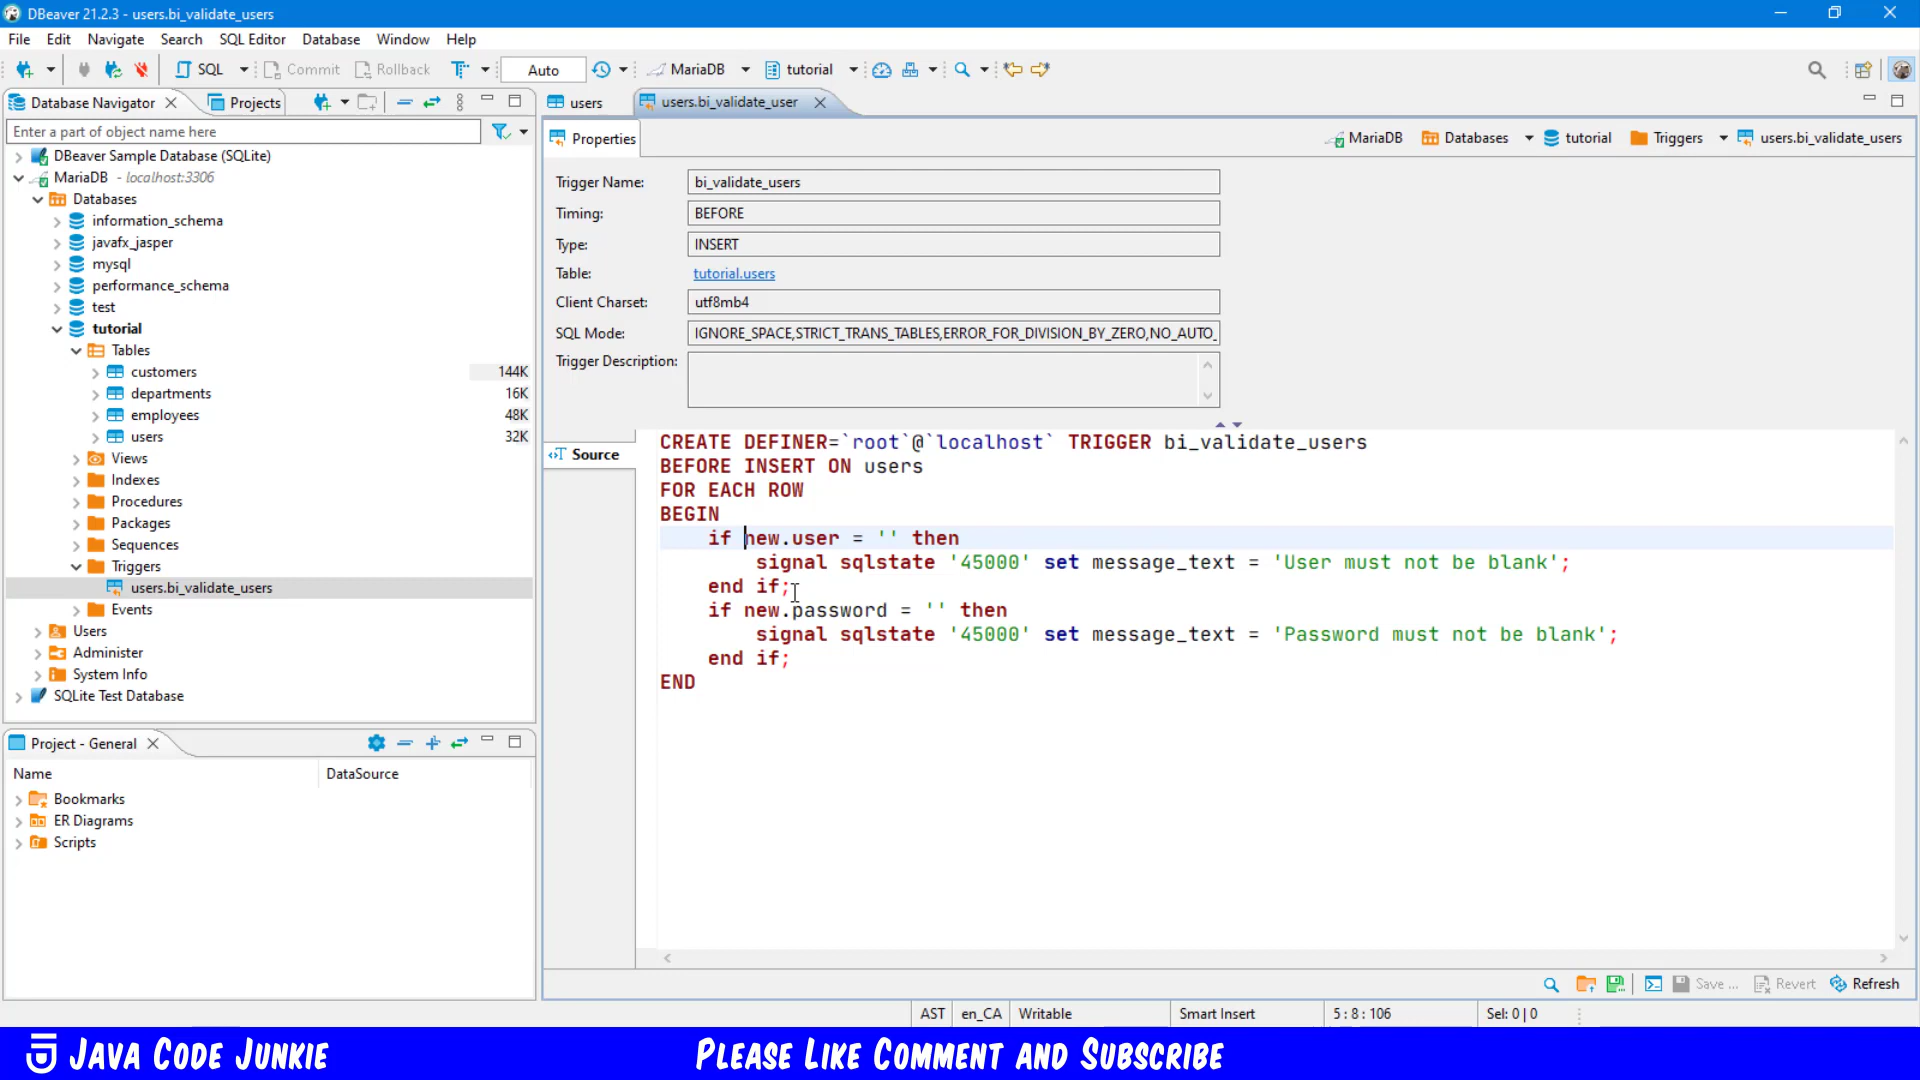 DBeaver 21.2.3 - users.bi_validate_users
File Edit Navigate Search SQL Editor Database Window Help
SQL Commit Rollback Auto MariaDB tutorial
Database Navigator Projects
users users.bi_validate_user
Enter a part of object name here
DBeaver Sample Database (SQLite)
MariaDB - localhost:3306
Databases
information_schema
javafx_jasper
mysql
performance_schema
test
tutorial
Tables
customers 144K
departments 16K
employees 48K
users 32K
Views
Indexes
Procedures
Packages
Sequences
Triggers
users.bi_validate_users
Events
Users
Administer
System Info
SQLite Test Database
Project - General
Name DataSource
Bookmarks
ER Diagrams
Scripts
Properties MariaDB Databases tutorial Triggers users.bi_validate_users
Trigger Name: bi_validate_users
Timing: BEFORE
Type: INSERT
Table: tutorial.users
Client Charset: utf8mb4
SQL Mode: IGNORE_SPACE,STRICT_TRANS_TABLES,ERROR_FOR_DIVISION_BY_ZERO,NO_AUTO_
Trigger Description:
Source
CREATE DEFINER=`root`@`localhost` TRIGGER bi_validate_users
BEFORE INSERT ON users
FOR EACH ROW
BEGIN
if new.user = '' then
signal sqlstate '45000' set message_text = 'User must not be blank';
end if;
if new.password = '' then
signal sqlstate '45000' set message_text = 'Password must not be blank';
end if;
END
Save ... Revert Refresh
AST en_CA Writable Smart Insert 5 : 8 : 106 Sel: 0 | 0
JAVA CODE JUNKIE
PLEASE LIKE COMMENT AND SUBSCRIBE